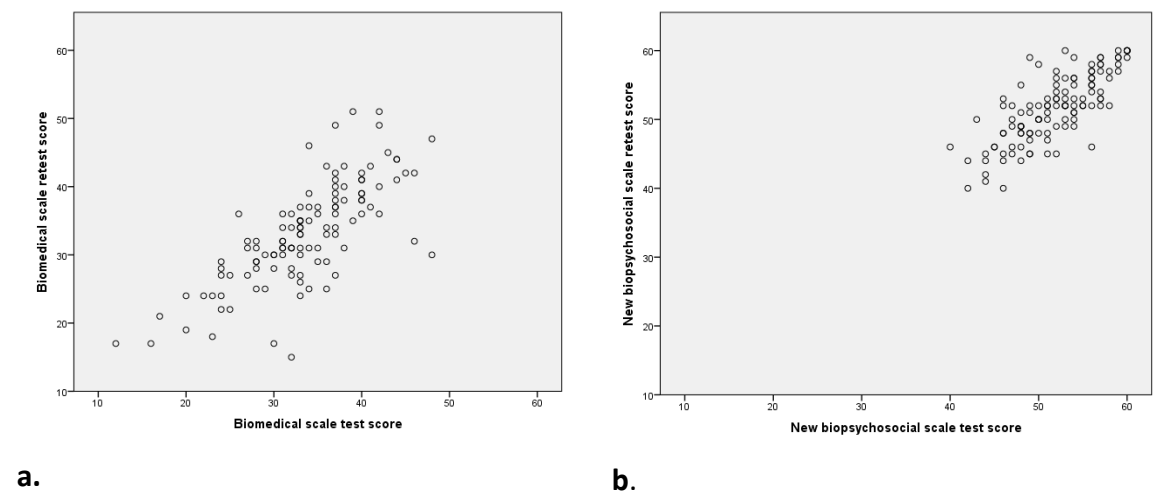 60
50
40
30
20
10
Biomedical scale retest score
10 20 30 40 50 60
Biomedical scale test score
a.
60
50
40
30
20
10
New biopsychosocial scale retest score
10 20 30 40 50 60
New biopsychosocial scale test score
b.